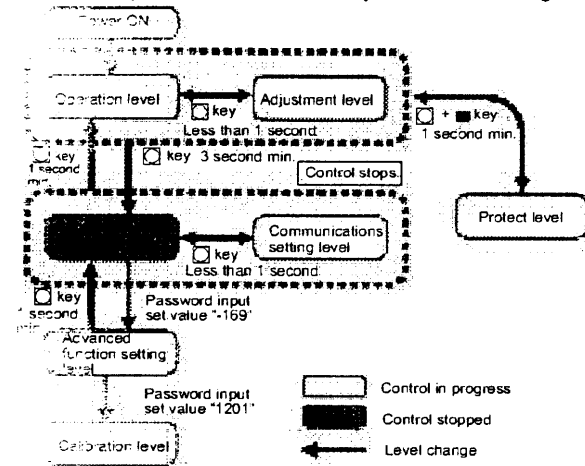 Power ON
Operation level
key
Less than 1 second
Adjustment level
+ key
1 second min.
key
1 second
min.
key 3 second min.
Control stops.
Protect level
key
Less than 1 second
Communications
setting level
key
second
min.
Password input
set value "-169"
Advanced
function setting
level
Password input
set value "1201"
Calibration level
Control in progress
Control stopped
Level change